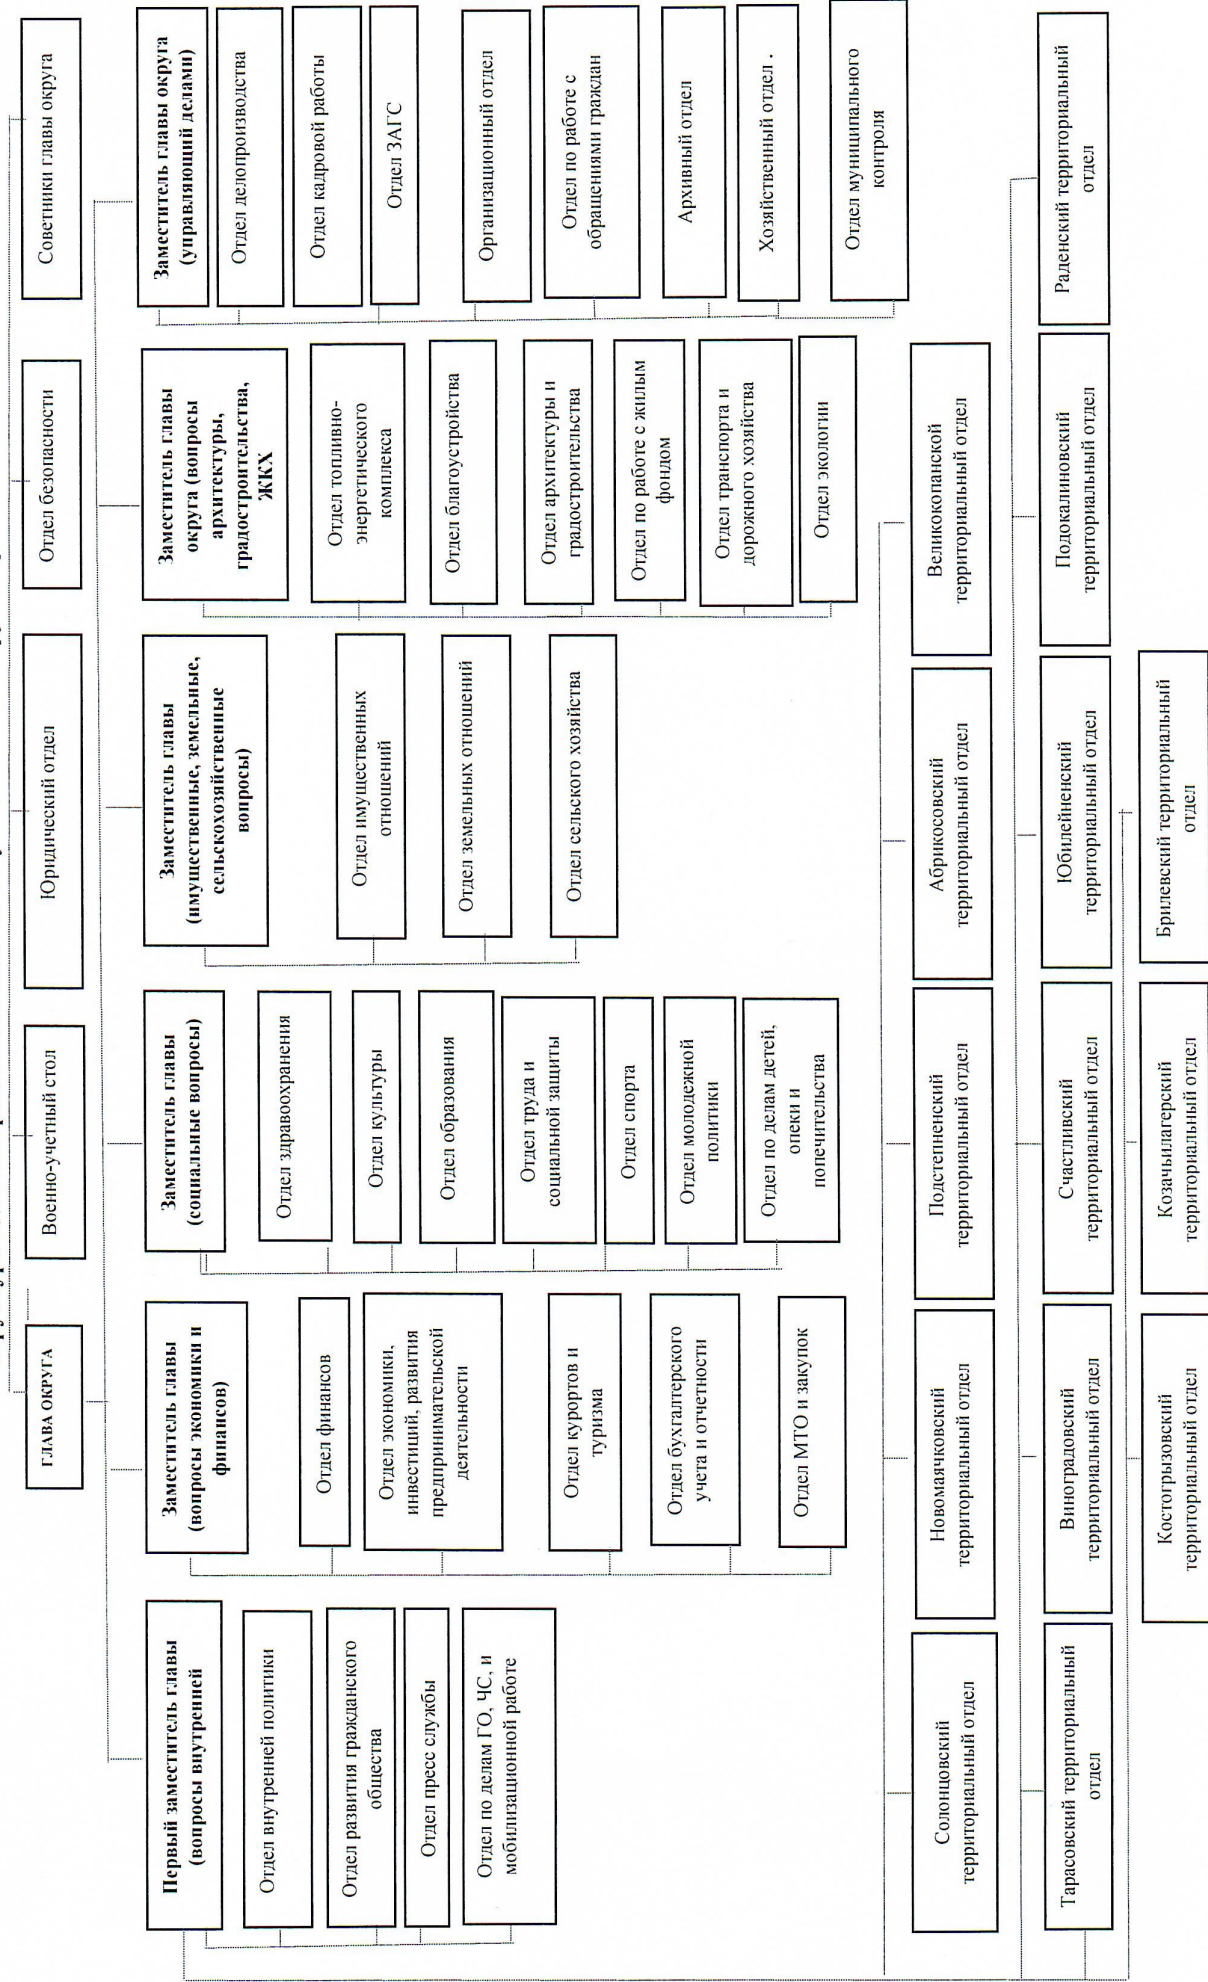 ГЛАВА ОКРУГА
Военно-учетный стол
Юридический отдел
Отдел безопасности
Советники главы округа
Первый заместитель главы
(вопросы внутренней
Отдел внутренней политики
Отдел развития гражданского
общества
Отдел пресс службы
Отдел по делам ГО, ЧС, и
мобилизационной работе
Заместитель главы
(вопросы экономики и
финансов)
Отдел финансов
Отдел экономики,
инвестиций, развития
предпринимательской
деятельности
Отдел курортов и
туризма
Отдел бухгалтерского
учета и отчетности
Отдел МТО и закупок
Заместитель главы
(социальные вопросы)
Отдел здравоохранения
Отдел культуры
Отдел образования
Отдел труда и
социальной защиты
Отдел спорта
Отдел молодежной
политики
Отдел по делам детей,
опеки и
попечительства
Заместитель главы
(имущественные, земельные,
сельскохозяйственные
вопросы)
Отдел имущественных
отношений
Отдел земельных отношений
Отдел сельского хозяйства
Заместитель главы
округа (вопросы
архитектуры,
градостроительства,
ЖКХ
Отдел топливно-
энергетического
комплекса
Отдел благоустройства
Отдел архитектуры и
градостроительства
Отдел по работе с жилым
фондом
Отдел транспорта и
дорожного хозяйства
Отдел экологии
Заместитель главы округа
(управляющий делами)
Отдел делопроизводства
Отдел кадровой работы
Отдел ЗАГС
Организационный отдел
Отдел по работе с
обращениями граждан
Архивный отдел
Хозяйственный отдел .
Отдел муниципального
контроля
Солонцовский
территориальный отдел
Новомаячковский
территориальный отдел
Подстепненский
территориальный отдел
Абрикосовский
территориальный отдел
Великокопанской
территориальный отдел
Тарасовский территориальный
отдел
Виноградовский
территориальный отдел
Счастливский
территориальный отдел
Юбилейненский
территориальный отдел
Подокалиновский
территориальный отдел
Раденский территориальный
отдел
Костогрызовский
территориальный отдел
Козачьилагерский
территориальный отдел
Брилевский территориальный
отдел